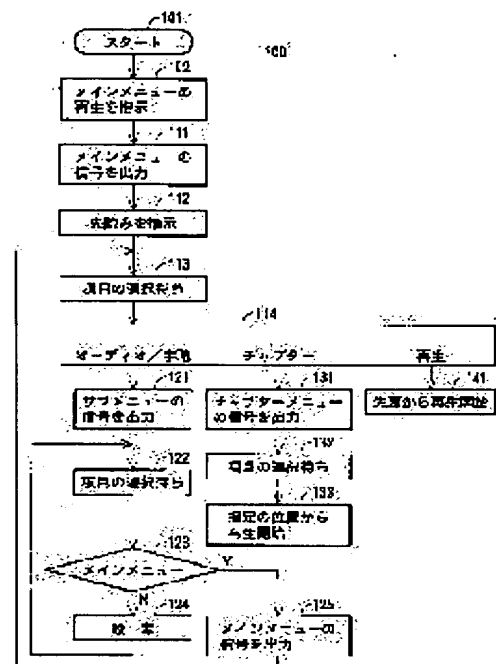 101
スタート
100
102
メインメニューの
再生を指示
111
メインメニューの
信号を出力
112
先読みを指示
113
項目の選択待ち
114
オーディオ／字幕
チャプター
再生
121
サブメニューの
信号を出力
131
チャプターメニュー
の信号を出力
141
先頭から再生開始
122
項目の選択待ち
132
項目の選択待ち
133
指定の位置から
再生開始
123
メインメニュー
Y
N
124
125
メインメニューの
信号を出力